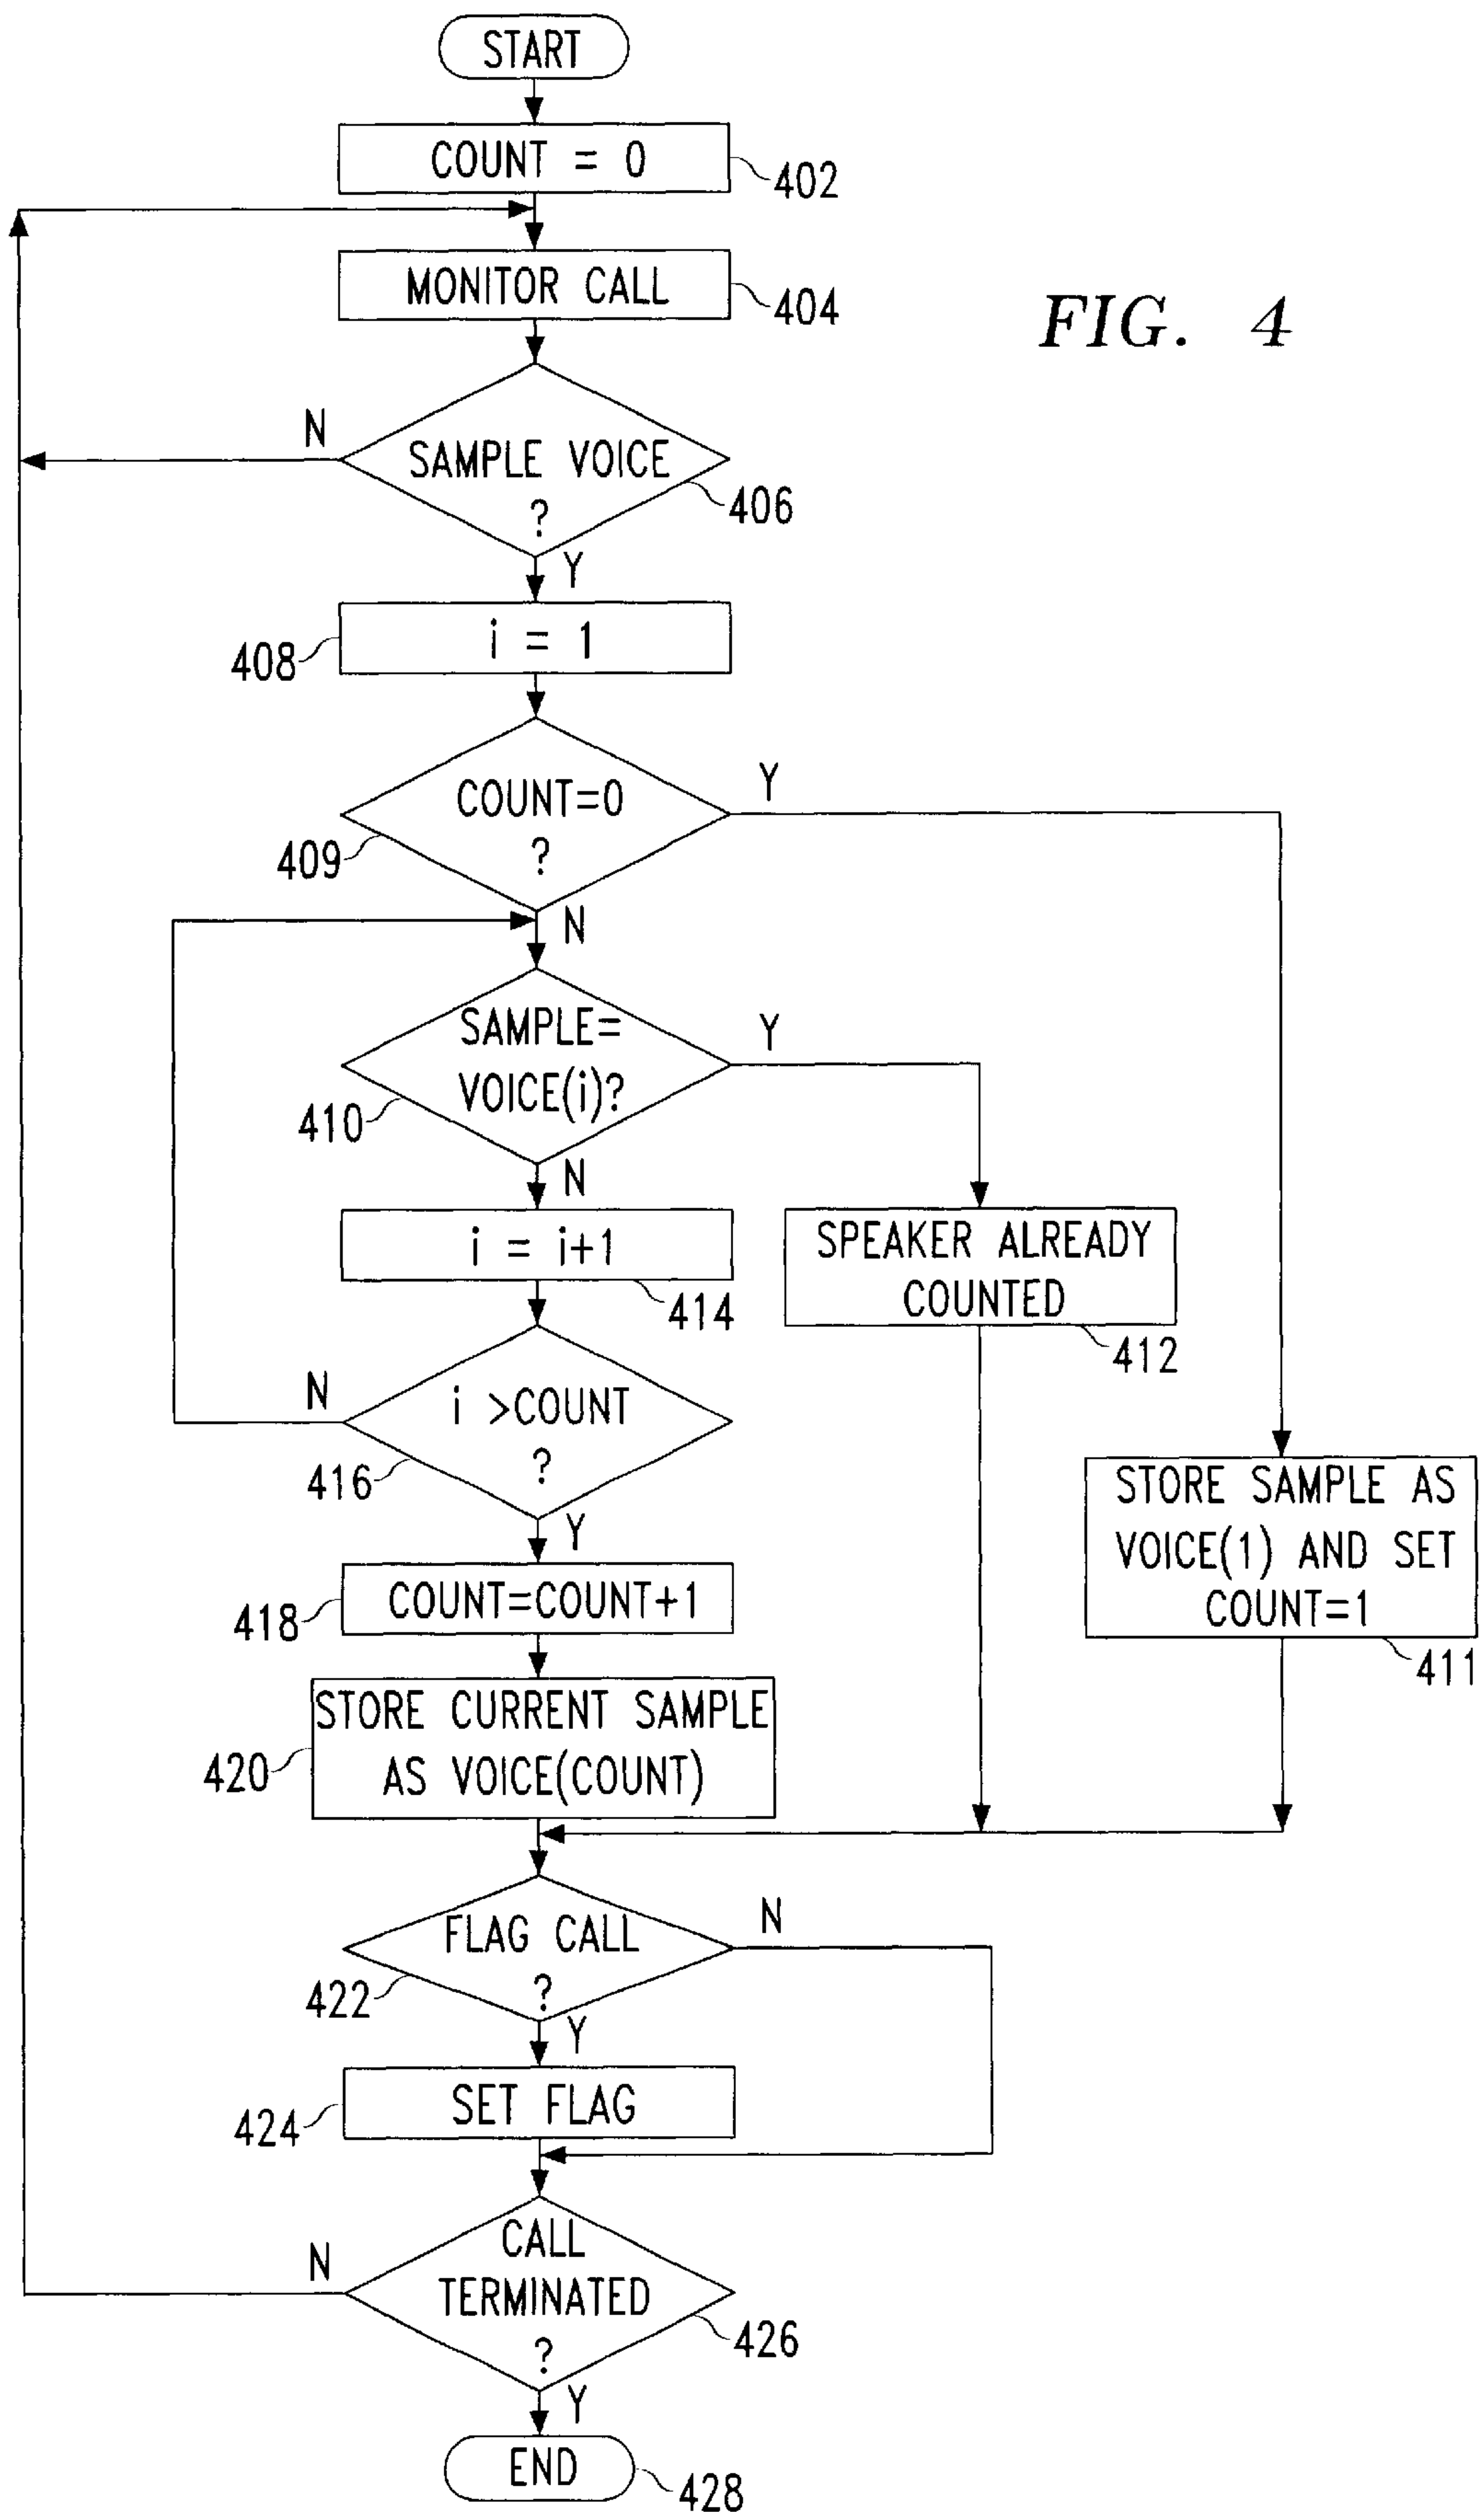 START
COUNT = 0
402
MONITOR CALL
404
FIG. 4
N
SAMPLE VOICE
?
406
Y
i = 1
408
COUNT=0
?
Y
409
N
SAMPLE=
VOICE(i)?
Y
410
N
i = i+1
414
SPEAKER ALREADY
COUNTED
412
N
i >COUNT
?
416
Y
STORE SAMPLE AS
VOICE(1) AND SET
COUNT=1
411
COUNT=COUNT+1
418
STORE CURRENT SAMPLE
AS VOICE(COUNT)
420
FLAG CALL
?
N
422
Y
SET FLAG
424
N
CALL
TERMINATED
?
426
Y
END
428